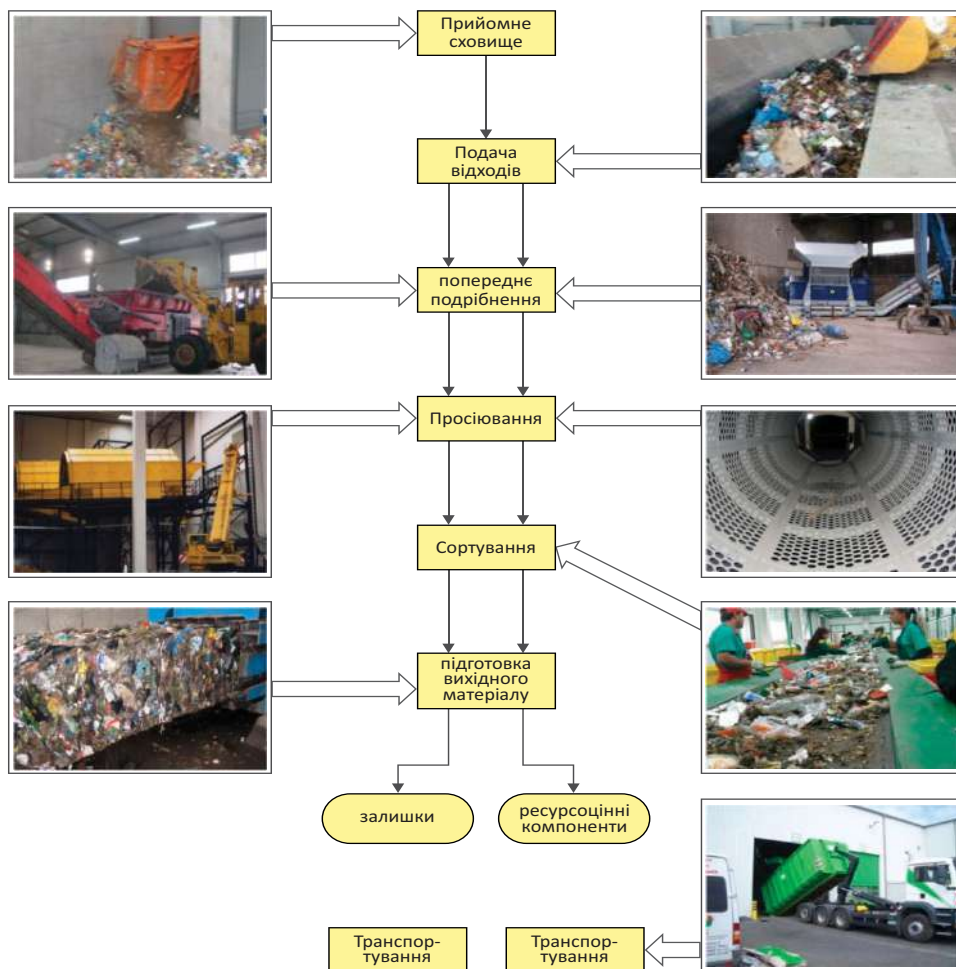 Прийомне
сховище
Подача
відходів
попереднє
подрібнення
Просіювання
Сортування
підготовка
вихідного
матеріалу
залишки
ресурсоцінні
компоненти
Транспор-
тування
Транспор-
тування